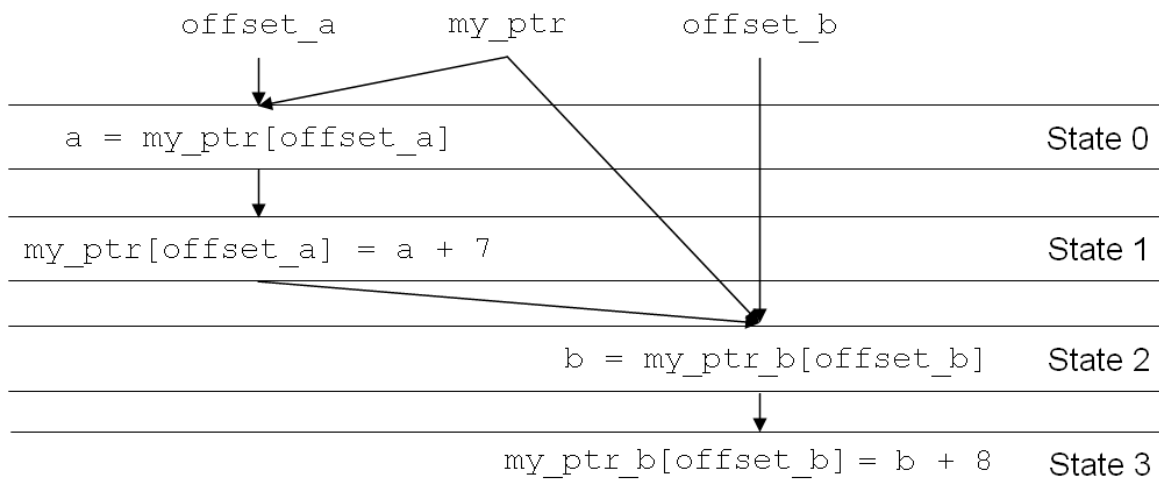 offset_a my_ptr offset_b
a = my_ptr[offset_a] State 0
my_ptr[offset_a] = a + 7 State 1
b = my_ptr_b[offset_b] State 2
my_ptr_b[offset_b] = b + 8 State 3